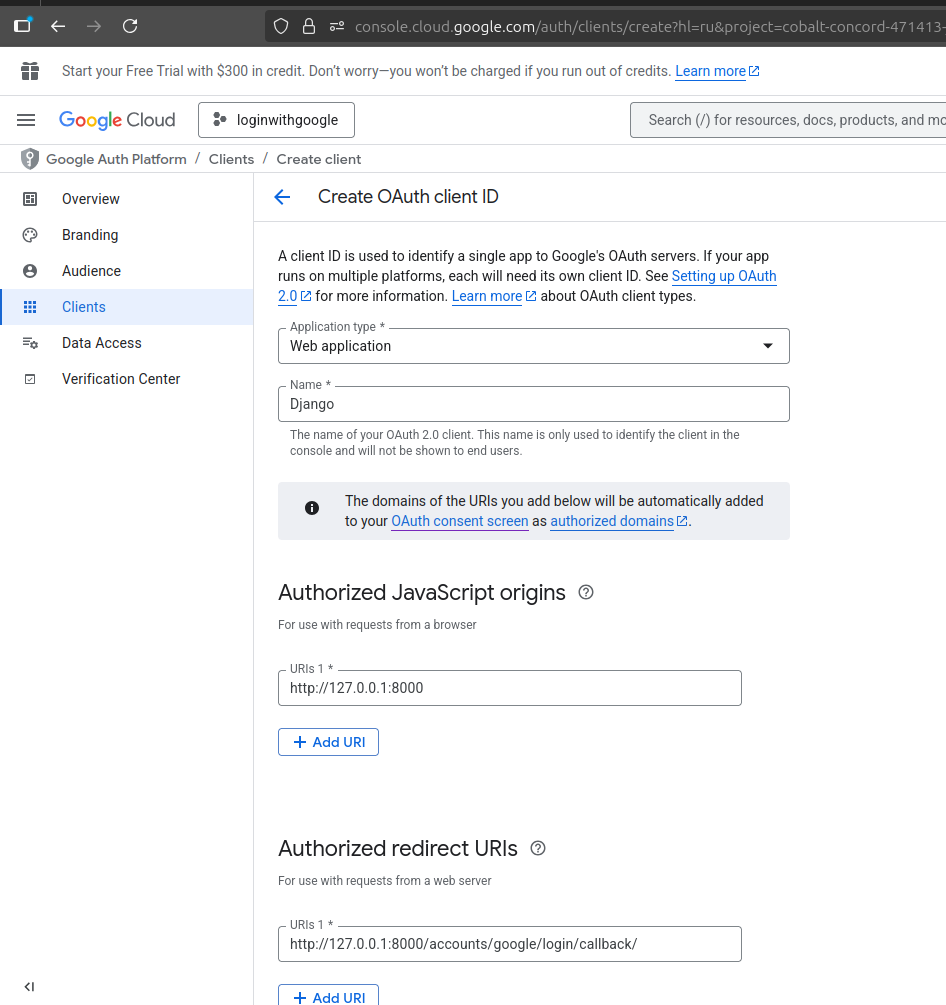 console.cloud.google.com/auth/clients/create?hl=ru&project=cobalt-concord-471413-
Start your Free Trial with $300 in credit. Don’t worry—you won’t be charged if you run out of credits. Learn more
Google Cloud
loginwithgoogle
Search (/) for resources, docs, products, and mo
Google Auth Platform / Clients / Create client
Overview
Branding
Audience
Clients
Data Access
Verification Center
Create OAuth client ID
A client ID is used to identify a single app to Google's OAuth servers. If your app
runs on multiple platforms, each will need its own client ID. See Setting up OAuth
2.0 for more information. Learn more about OAuth client types.
Application type *
Web application
Name *
Django
The name of your OAuth 2.0 client. This name is only used to identify the client in the
console and will not be shown to end users.
The domains of the URIs you add below will be automatically added
to your OAuth consent screen as authorized domains.
Authorized JavaScript origins
For use with requests from a browser
URIs 1 *
http://127.0.0.1:8000
+ Add URI
Authorized redirect URIs
For use with requests from a web server
URIs 1 *
http://127.0.0.1:8000/accounts/google/login/callback/
+ Add URI